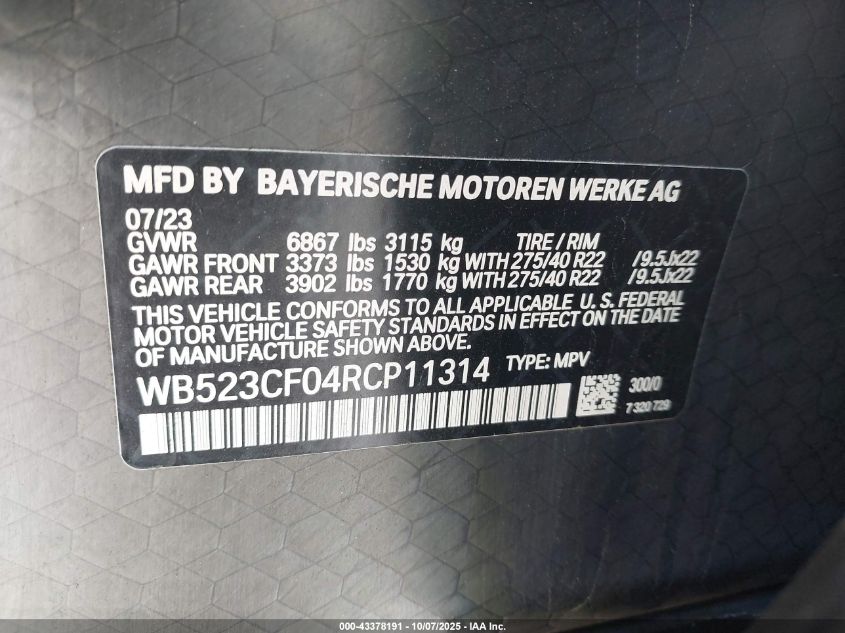 MFD BY BAYERISCHE MOTOREN WERKE AG
07/23
GVWR 6867 lbs 3115 kg TIRE / RIM
GAWR FRONT 3373 lbs 1530 kg WITH 275/40 R22 /9.5Jx22
GAWR REAR 3902 lbs 1770 kg WITH 275/40 R22 /9.5Jx22
THIS VEHICLE CONFORMS TO ALL APPLICABLE U.S. FEDERAL
MOTOR VEHICLE SAFETY STANDARDS IN EFFECT ON THE DATE
OF MANUFACTURE SHOWN ABOVE.
WB523CF04RCP11314 TYPE: MPV
300/0
7 320 729
000-43378191 - 10/07/2025 - IAA Inc.